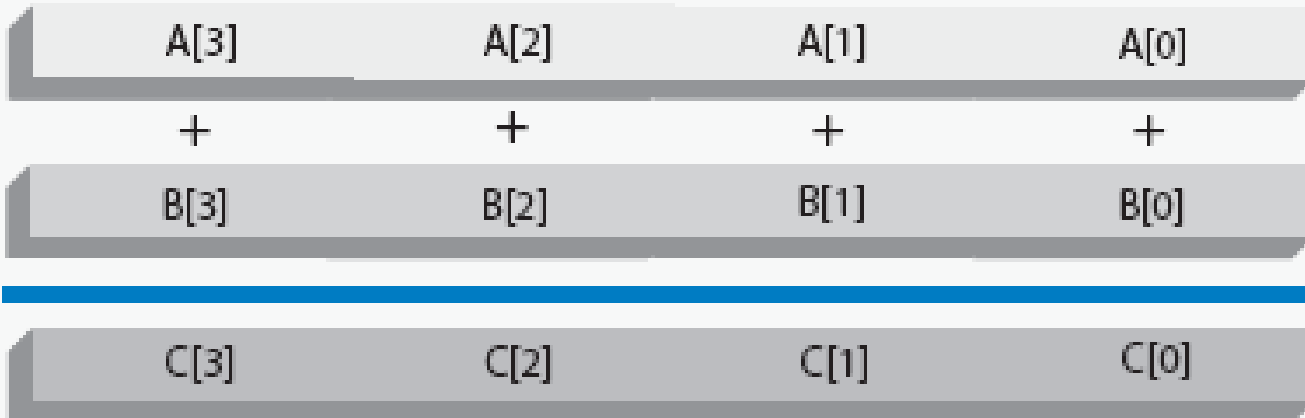 A[3] A[2] A[1] A[0]
+ + + +
B[3] B[2] B[1] B[0]
C[3] C[2] C[1] C[0]